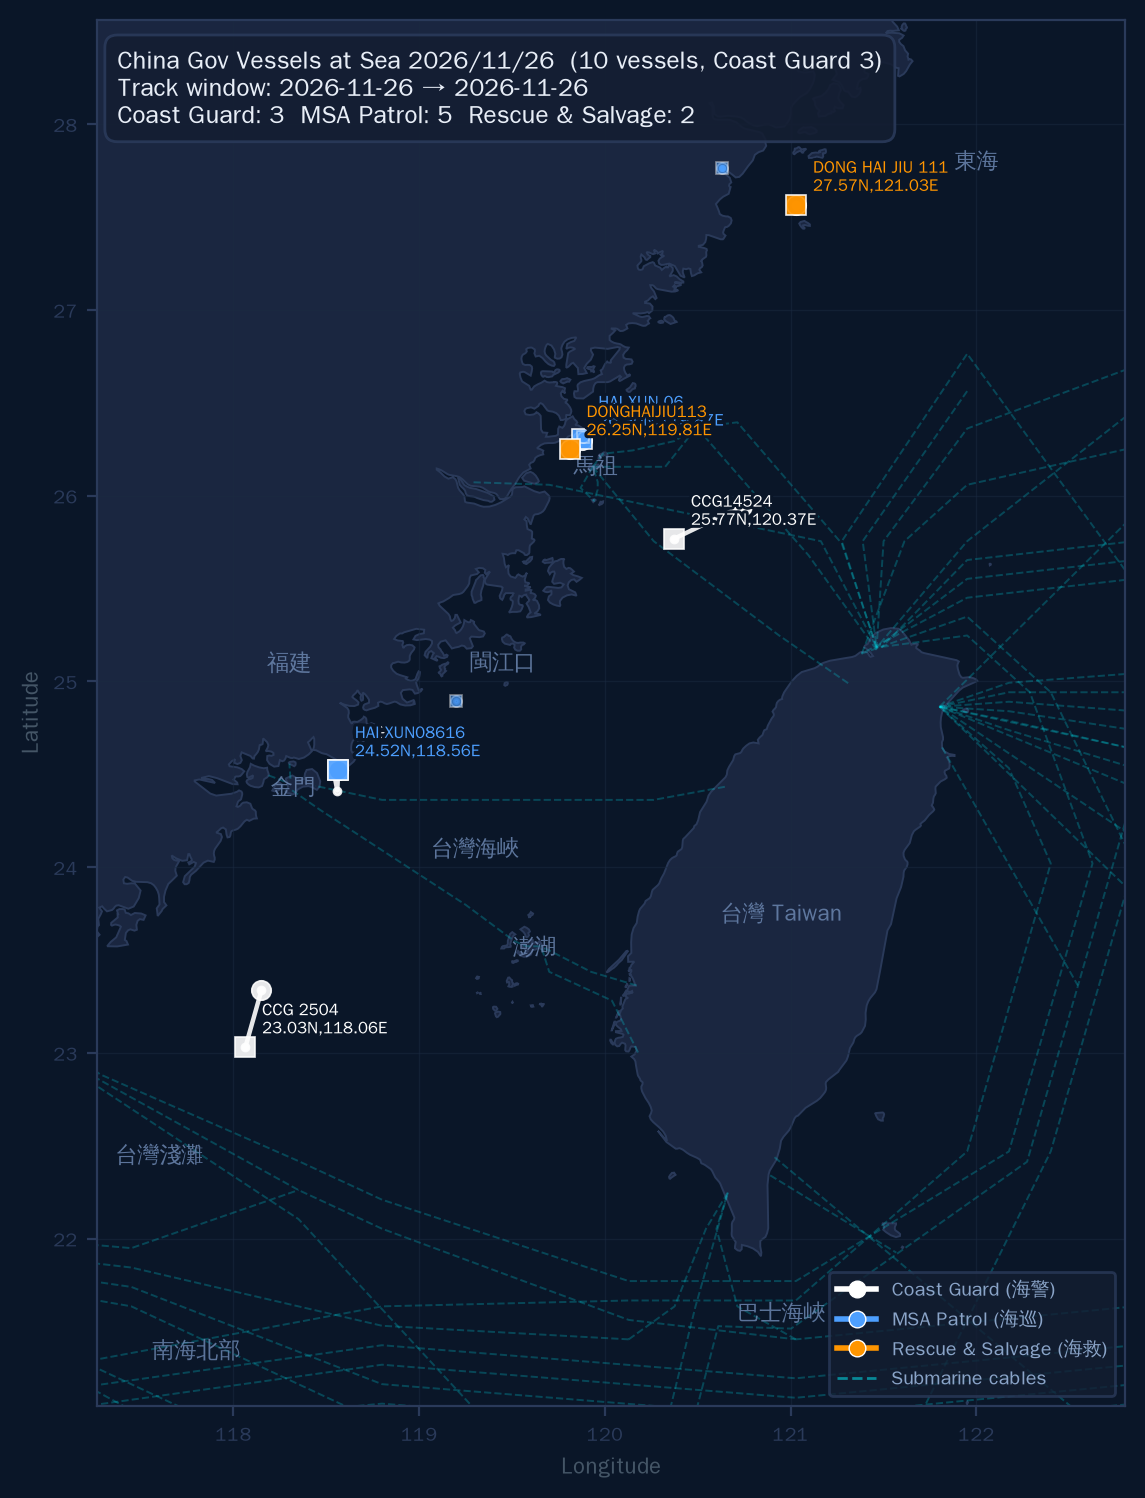 China Gov Vessels at Sea 2026/11/26 (10 vessels, Coast Guard 3)
Track window: 2026-11-26 → 2026-11-26
Coast Guard: 3 MSA Patrol: 5 Rescue & Salvage: 2
28
27
26
25
24
23
22
Latitude
東海
DONG HAI JIU 111
27.57N,121.03E
HAI XUN 06
DONGHAIJIU113
26.25N,119.81E
馬祖
CCG14524
25.77N,120.37E
福建
閩江口
HAI XUN08616
24.52N,118.56E
金門
台灣海峽
台灣 Taiwan
澎湖
CCG 2504
23.03N,118.06E
台灣淺灘
巴士海峽
南海北部
Coast Guard (海警)
MSA Patrol (海巡)
Rescue & Salvage (海救)
Submarine cables
118
119
120
121
122
Longitude